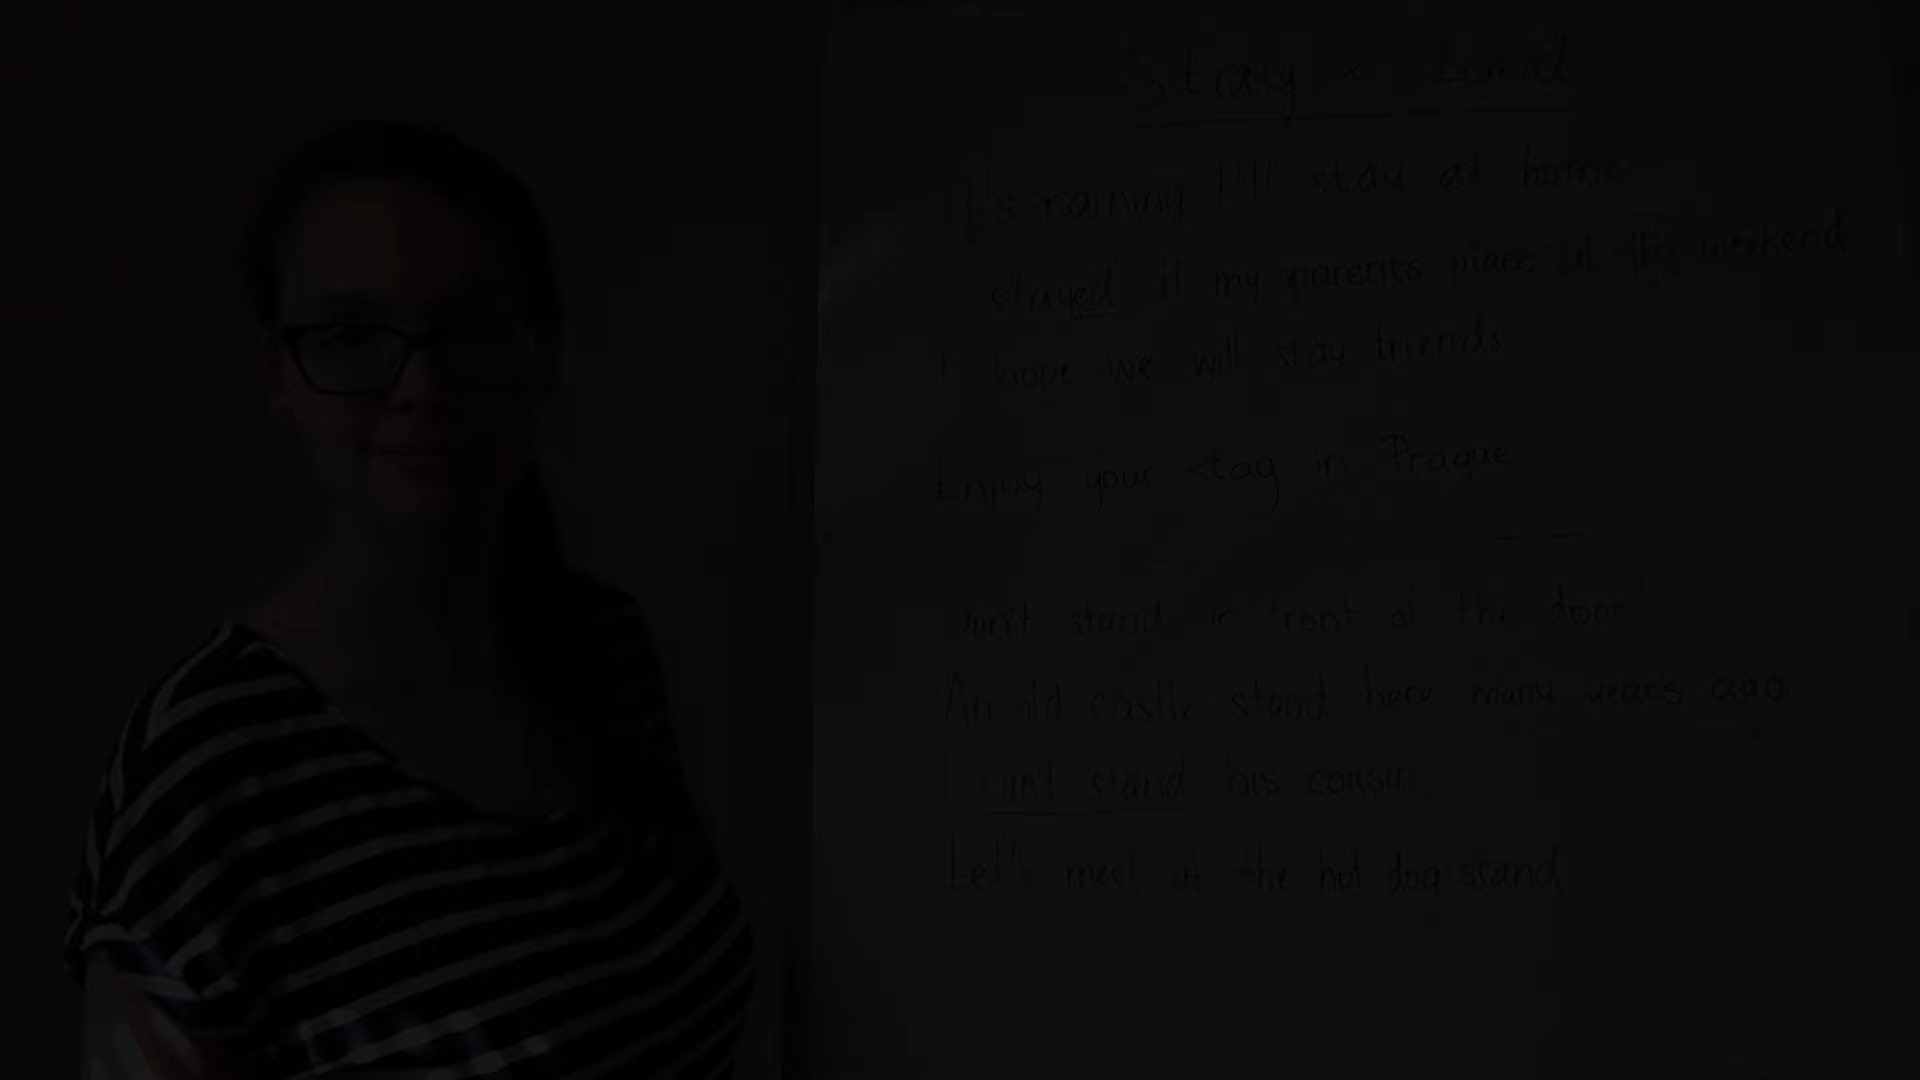 Stay x Stand
It's raining I'll stay at home
stayed at my parents place at the weekend
I hope we will stay friends
Enjoy your stay in Prague
Don't stand in front of the door!
An old castle stood here many years ago
I can't stand his cousin.
Let's meet at the hot dog stand